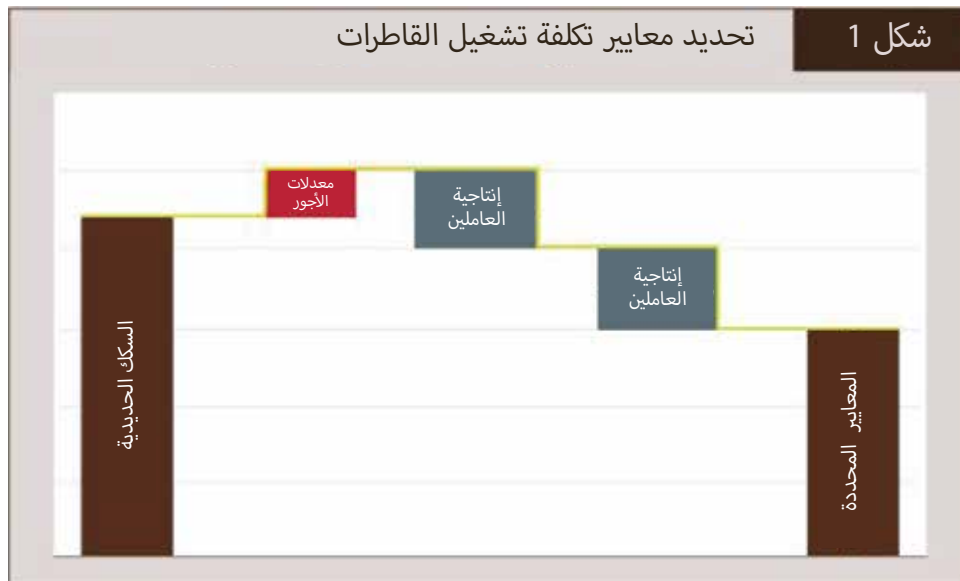 شكل 1
تحديد معايير تكلفة تشغيل القاطرات
معدلات
الأجور
إنتاجية
العاملين
إنتاجية
العاملين
السكك الحديدية
المعايير المحددة